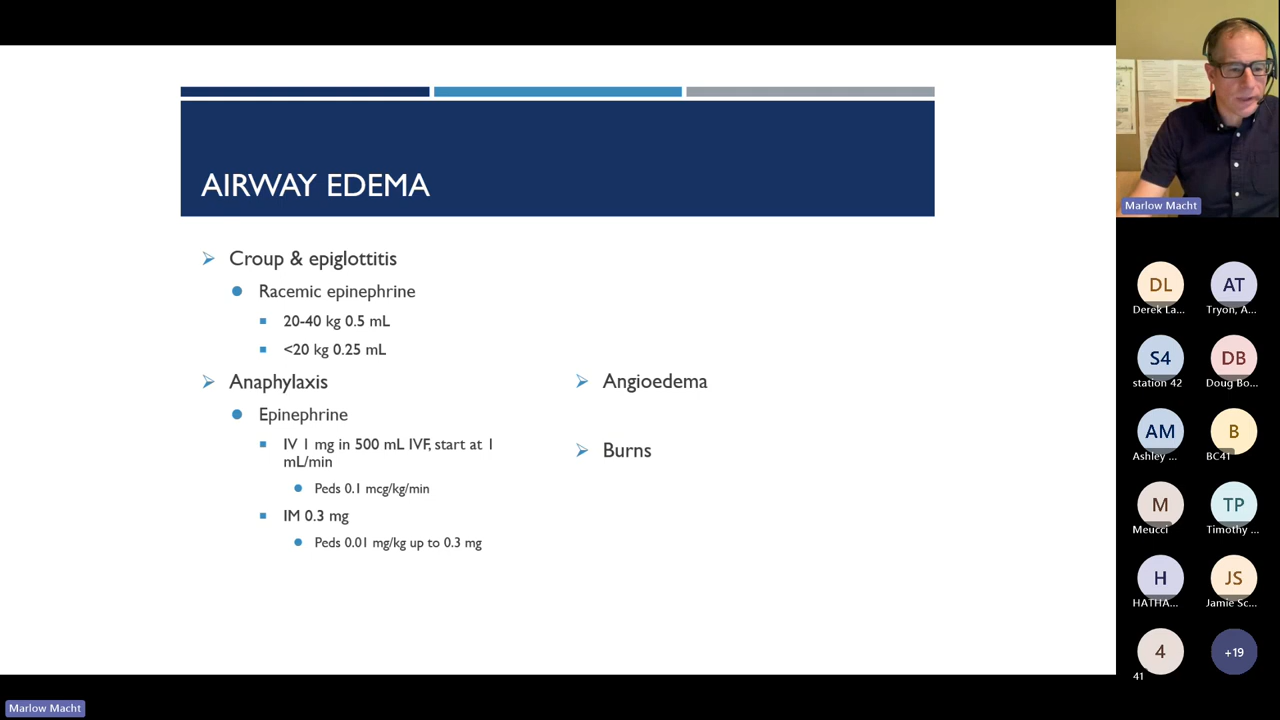 AIRWAY EDEMA
Croup & epiglottitis
Racemic epinephrine
20-40 kg 0.5 mL
<20 kg 0.25 mL
Anaphylaxis
Epinephrine
IV 1 mg in 500 mL IVF, start at 1
mL/min
Peds 0.1 mcg/kg/min
IM 0.3 mg
Peds 0.01 mg/kg up to 0.3 mg
Angioedema
Burns
Marlow Macht
DL
Derek La...
AT
Tryon, A...
S4
station 42
DB
Doug Bo...
AM
Ashley ...
B
BC41
M
Meucci
TP
Timothy ...
H
HATHA...
JS
Jamie Sc...
4
41
+19
Marlow Macht